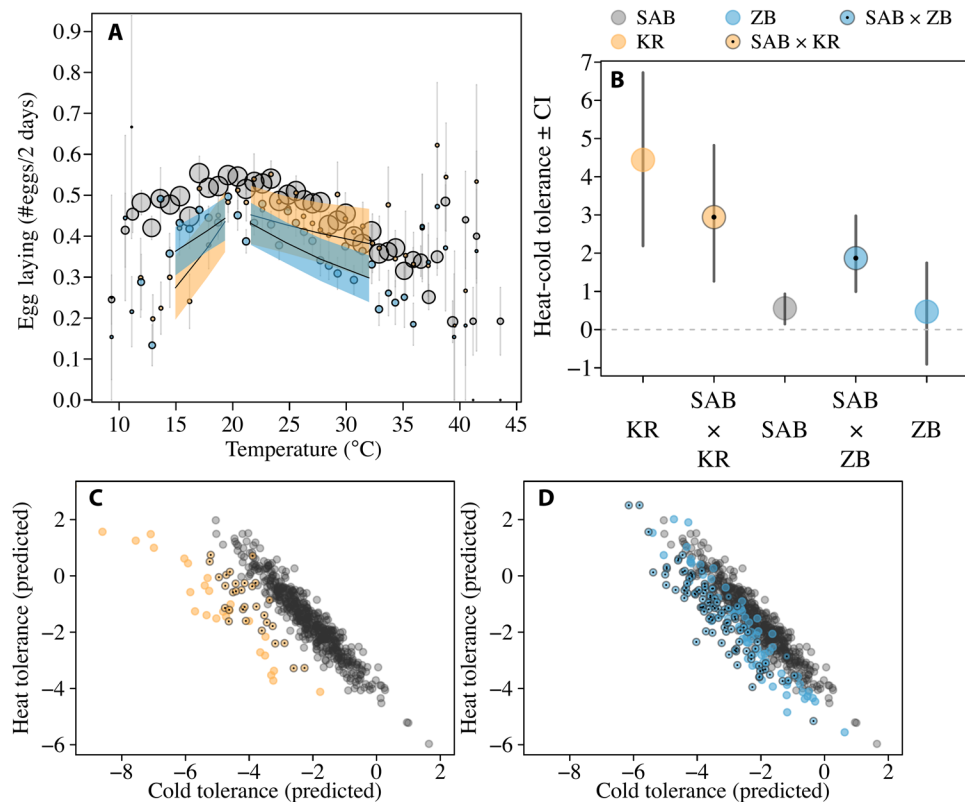 SAB ZB SAB × ZB
KR SAB × KR
A
Egg laying (#eggs/2 days)
0.9
0.8
0.7
0.6
0.5
0.4
0.3
0.2
0.1
0.0
10 15 20 25 30 35 40 45
Temperature (°C)
B
Heat-cold tolerance ± CI
7
6
5
4
3
2
1
0
−1
KR SAB × KR SAB SAB × ZB ZB
C
Heat tolerance (predicted)
2
0
−2
−4
−6
−8 −6 −4 −2 0 2
Cold tolerance (predicted)
D
Heat tolerance (predicted)
2
0
−2
−4
−6
−8 −6 −4 −2 0 2
Cold tolerance (predicted)